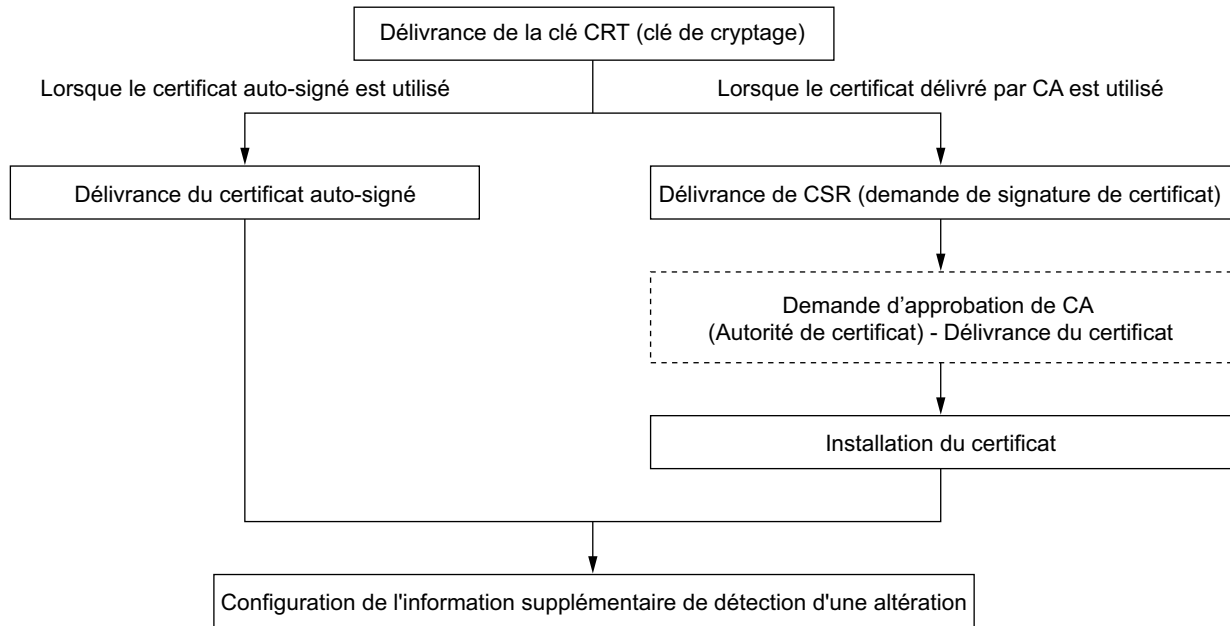 Délivrance de la clé CRT (clé de cryptage)
Lorsque le certificat auto-signé est utilisé
Lorsque le certificat délivré par CA est utilisé
Délivrance du certificat auto-signé
Délivrance de CSR (demande de signature de certificat)
Demande d’approbation de CA
(Autorité de certificat) - Délivrance du certificat
Installation du certificat
Configuration de l'information supplémentaire de détection d'une altération